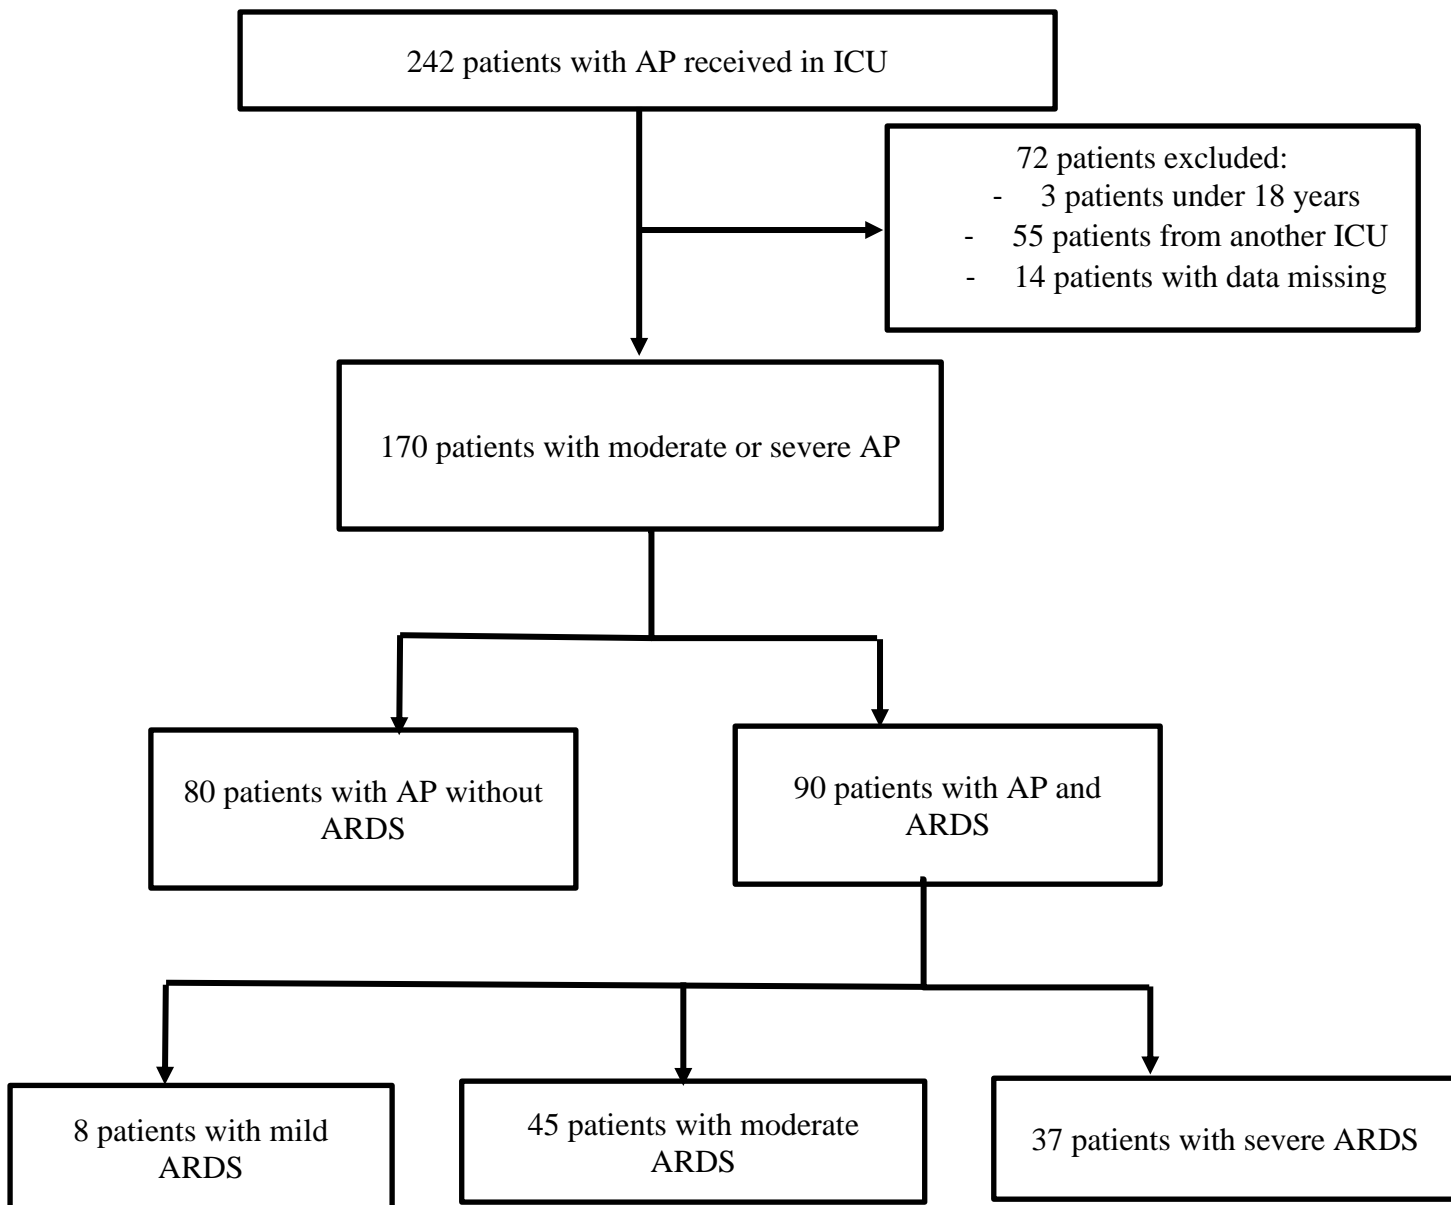 242 patients with AP received in ICU
72 patients excluded:
- 3 patients under 18 years
- 55 patients from another ICU
- 14 patients with data missing
170 patients with moderate or severe AP
80 patients with AP without
ARDS
90 patients with AP and
ARDS
8 patients with mild
ARDS
45 patients with moderate
ARDS
37 patients with severe ARDS